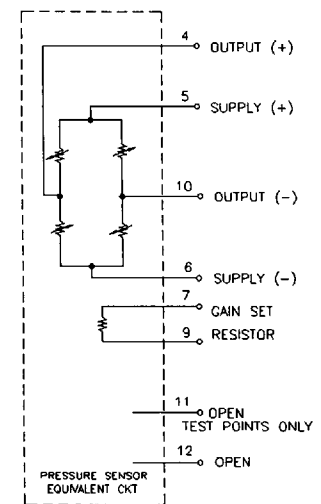 4 OUTPUT (+)
5 SUPPLY (+)
10 OUTPUT (-)
6 SUPPLY (-)
7 GAIN SET
9 RESISTOR
11 OPEN
TEST POINTS ONLY
12 OPEN
PRESSURE SENSOR
EQUIVALENT CKT